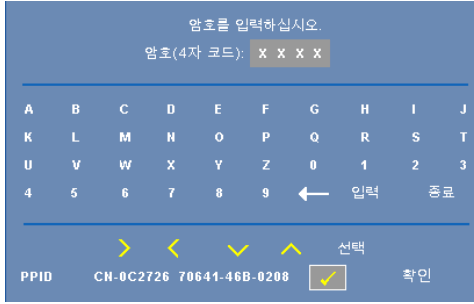 암호를 입력하십시오.
암호(4자 코드): X X X X
A B C D E F G H I J
K L M N O P Q R S T
U V W X Y Z 0 1 2 3
4 5 6 7 8 9 ← 입력 종료
선택
PPID CN-0C2726 70641-46B-0208 ✓ 확인